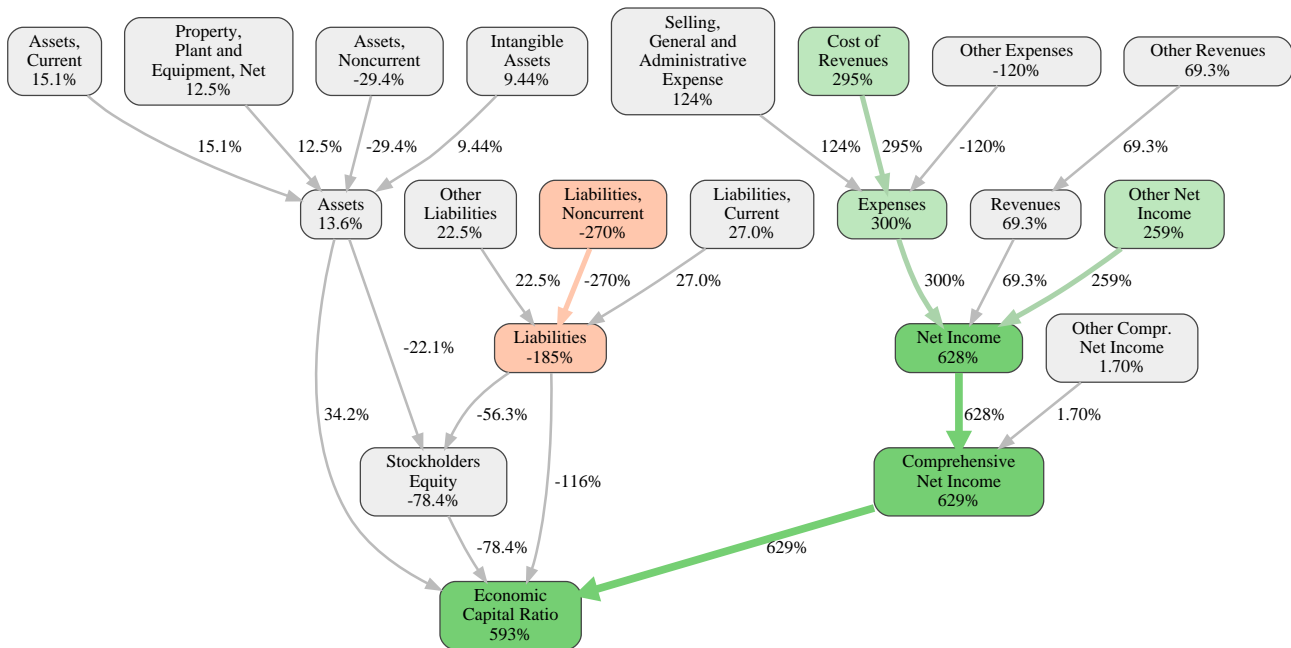 Assets,
Current
15.1%
Property,
Plant and
Equipment, Net
12.5%
Assets,
Noncurrent
-29.4%
Intangible
Assets
9.44%
Selling,
General and
Administrative
Expense
124%
Cost of
Revenues
295%
Other Expenses
-120%
Other Revenues
69.3%
15.1%
12.5%
-29.4%
9.44%
124%
295%
-120%
69.3%
Assets
13.6%
Other
Liabilities
22.5%
Liabilities,
Noncurrent
-270%
Liabilities,
Current
27.0%
Expenses
300%
Revenues
69.3%
Other Net
Income
259%
22.5%
-270%
27.0%
300%
69.3%
259%
Liabilities
-185%
Net Income
628%
Other Compr.
Net Income
1.70%
-22.1%
34.2%
-56.3%
-116%
628%
1.70%
Stockholders
Equity
-78.4%
Comprehensive
Net Income
629%
-78.4%
629%
Economic
Capital Ratio
593%